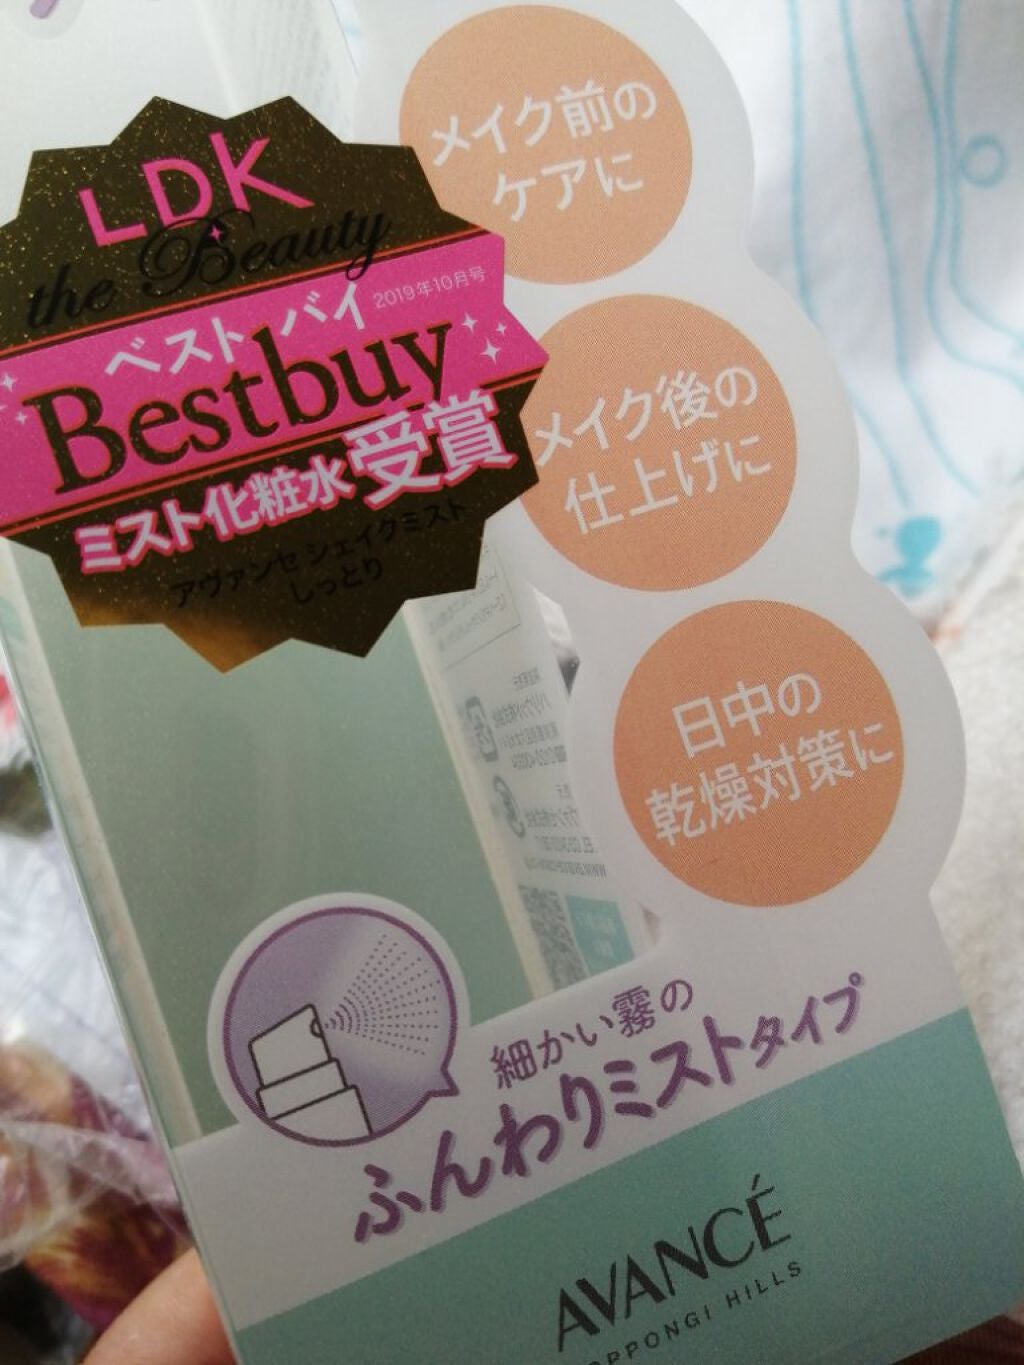 LDK
the Beauty
ベストバイ 2019年10月号
Bestbuy
ミスト化粧水 受賞
アヴァンセ シェイクミスト
しっとり
メイク前の
ケアに
メイク後の
仕上げに
日中の
乾燥対策に
細かい霧の
ふんわりミストタイプ
AVANCÉ
OPPONGI HILLS